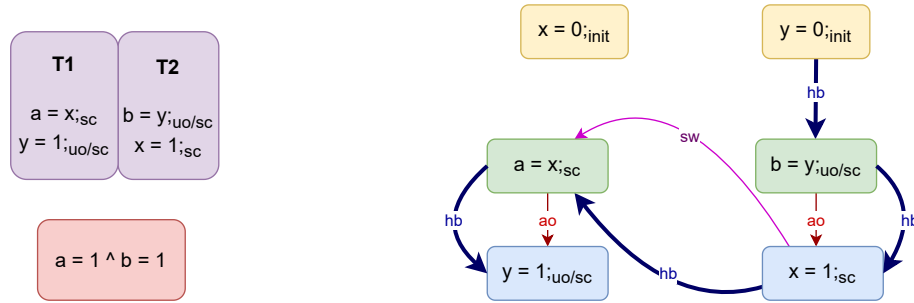 T1
a = x;sc
y = 1;uo/sc
T2
b = y;uo/sc
x = 1;sc
a = 1 ^ b = 1
x = 0;init
y = 0;init
hb
sw
a = x;sc
b = y;uo/sc
hb
ao
ao
hb
hb
y = 1;uo/sc
x = 1;sc